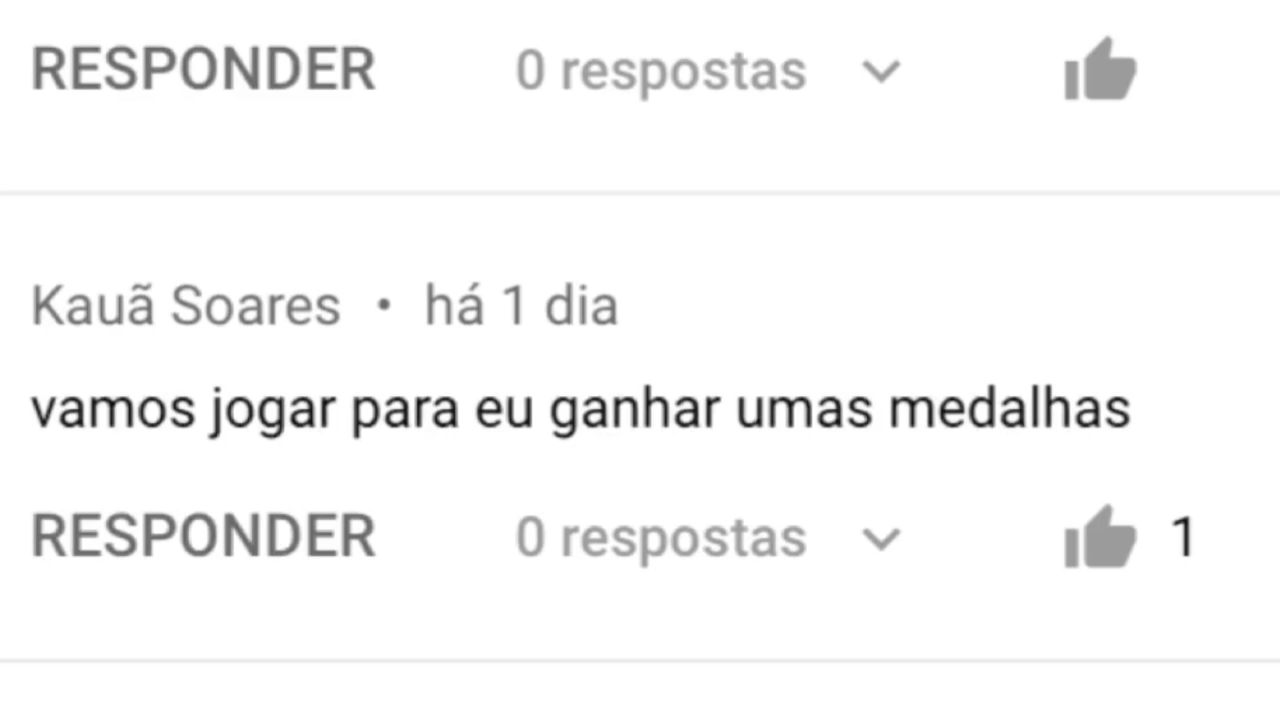 RESPONDER 0 respostas
Kauã Soares • há 1 dia
vamos jogar para eu ganhar umas medalhas
RESPONDER 0 respostas 1